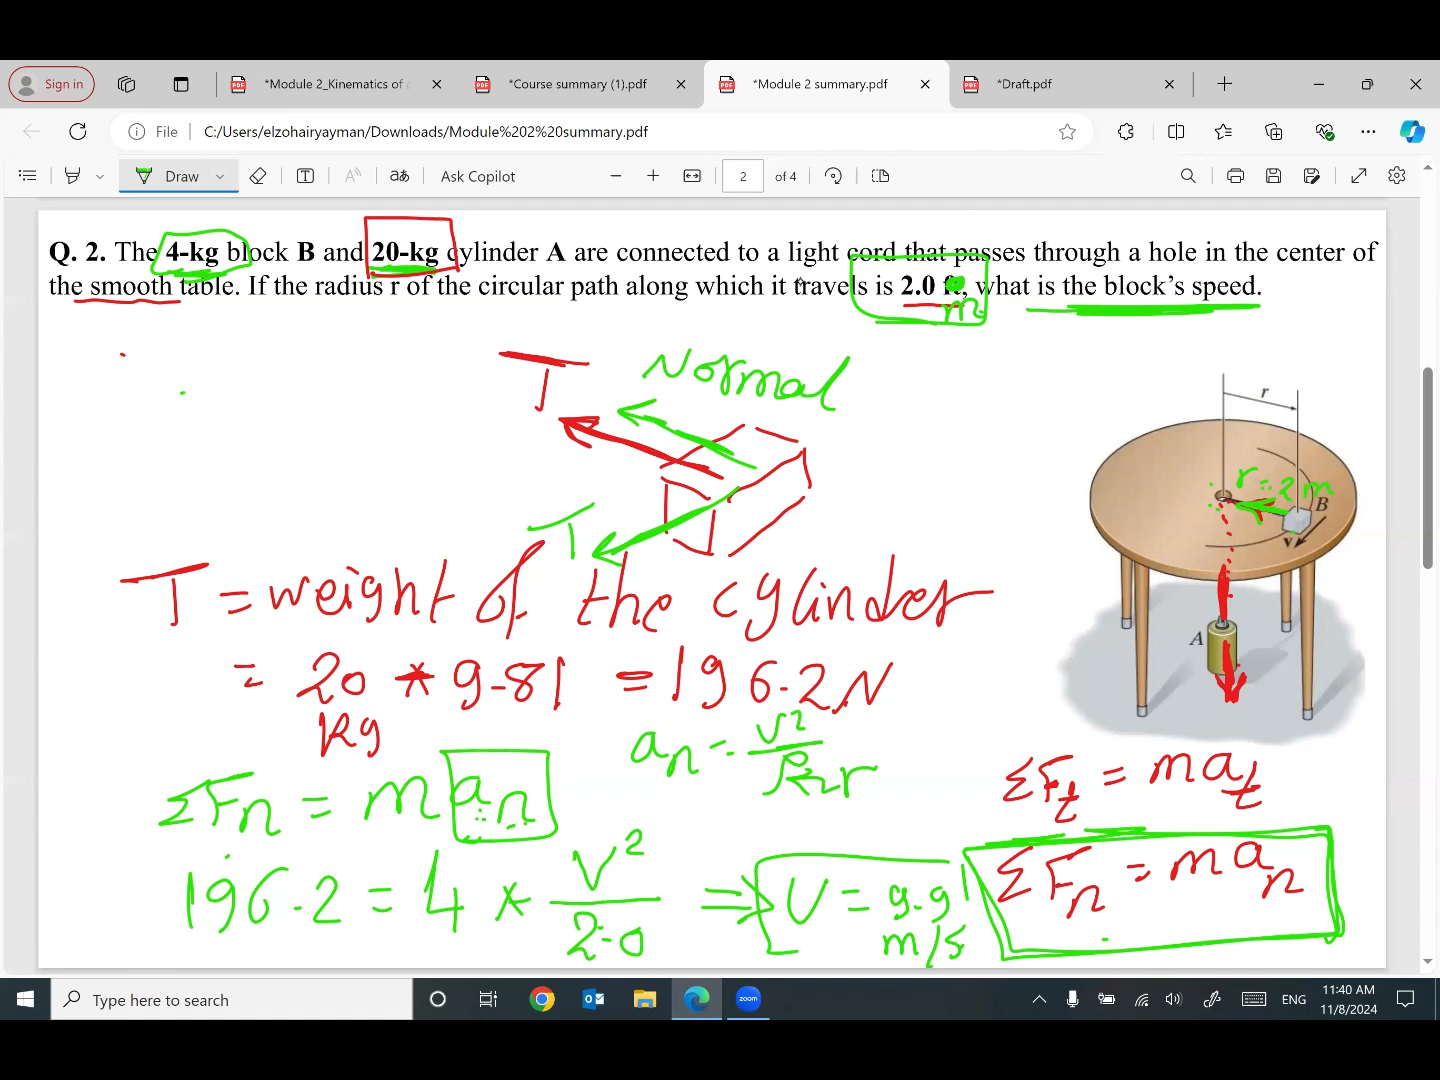 Sign in
*Module 2_Kinematics of
*Course summary (1).pdf
*Module 2 summary.pdf
*Draft.pdf
File
C:/Users/elzohairyayman/Downloads/Module%202%20summary.pdf
Draw
Ask Copilot
2
of 4
Q. 2. The 4-kg block B and 20-kg cylinder A are connected to a light cord that passes through a hole in the center of
the smooth table. If the radius r of the circular path along which it travels is 2.0 m, what is the block's speed.
T
Normal
T
r
r = 2 m
B
v
A
T = weight of the cylinder
= 20 * 9.81 = 196.2 N
kg
an = v²/ r
ΣFt = mat
ΣFn = man
ΣFn = man
196.2 = 4 * v²/2.0 ⇒ v = 9.9
m/s
Type here to search
zoom
ENG
11:40 AM
11/8/2024